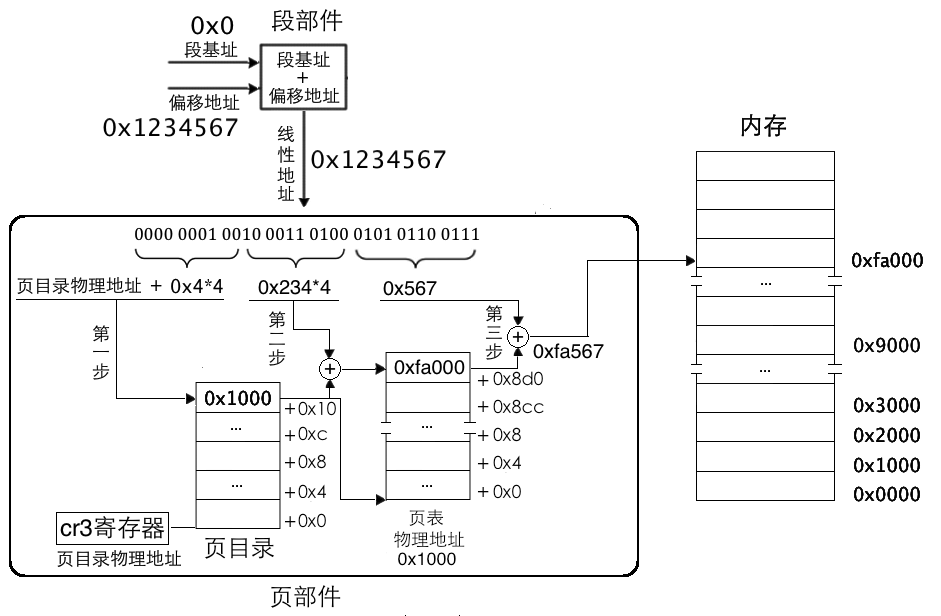 段部件
0x0
段基址
偏移地址
0x1234567
段基址
+
偏移地址
线性地址
0x1234567
内存
0xfa000
...
0x9000
...
0x3000
0x2000
0x1000
0x0000
0000 0001 0010 0011 0100 0101 0110 0111
页目录物理地址 + 0x4*4
0x234*4
0x567
第一步
第二步
第三步
+
+
0xfa567
0x1000
...
...
+0x10
+0xc
+0x8
+0x4
+0x0
页目录
0xfa000
...
...
+0x8d0
+0x8cc
+0x8
+0x4
+0x0
页表
物理地址
0x1000
cr3寄存器
页目录物理地址
页部件